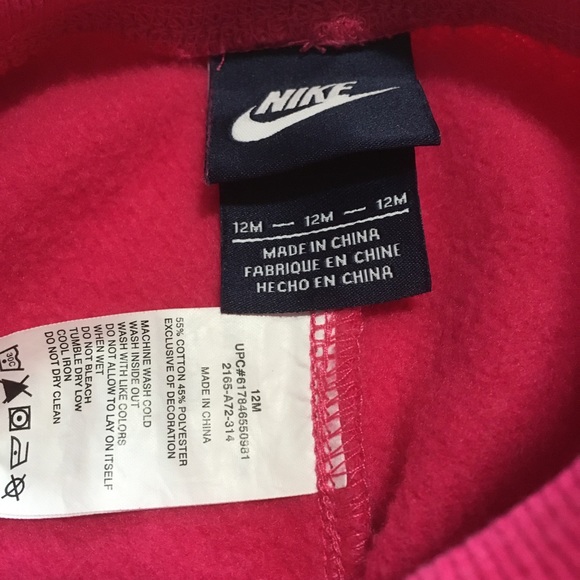 NIKE
12M — 12M — 12M
MADE IN CHINA
FABRIQUE EN CHINE
HECHO EN CHINA
12M
UPC#617846550981
2165-A72-314
MADE IN CHINA
55% COTTON 45% POLYESTER
EXCLUSIVE OF DECORATION
MACHINE WASH COLD
WASH INSIDE OUT
WASH WITH LIKE COLORS
DO NOT ALLOW TO LAY ON ITSELF
WHEN WET
DO NOT BLEACH
TUMBLE DRY LOW
COOL IRON
DO NOT DRY CLEAN
30C